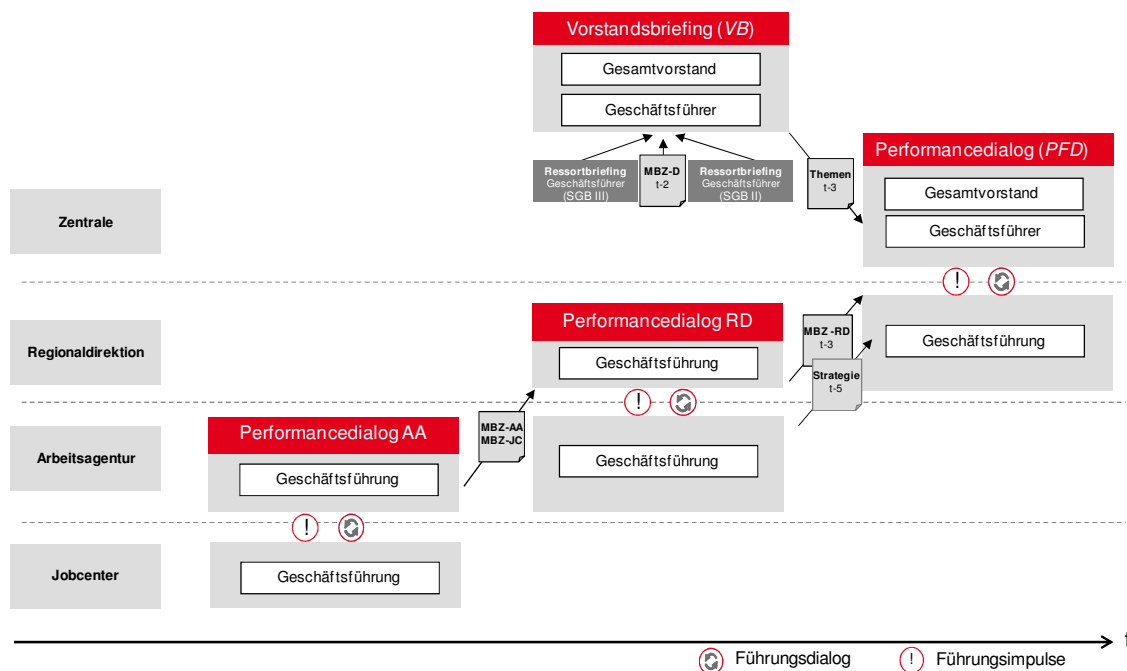 Vorstandsbriefing (VB)
Gesamtvorstand
Geschäftsführer
Ressortbriefing
Geschäftsführer
(SGB III)
MBZ-D
t-2
Ressortbriefing
Geschäftsführer
(SGB II)
Themen
t-3
Performancedialog (PFD)
Gesamtvorstand
Geschäftsführer
Zentrale
!
Regionaldirektion
Performancedialog RD
Geschäftsführung
MBZ -RD
t-3
Strategie
t-5
Geschäftsführung
!
Arbeitsagentur
Performancedialog AA
Geschäftsführung
MBZ-AA
MBZ-JC
Geschäftsführung
!
Jobcenter
Geschäftsführung
t
Führungsdialog
! Führungsimpulse